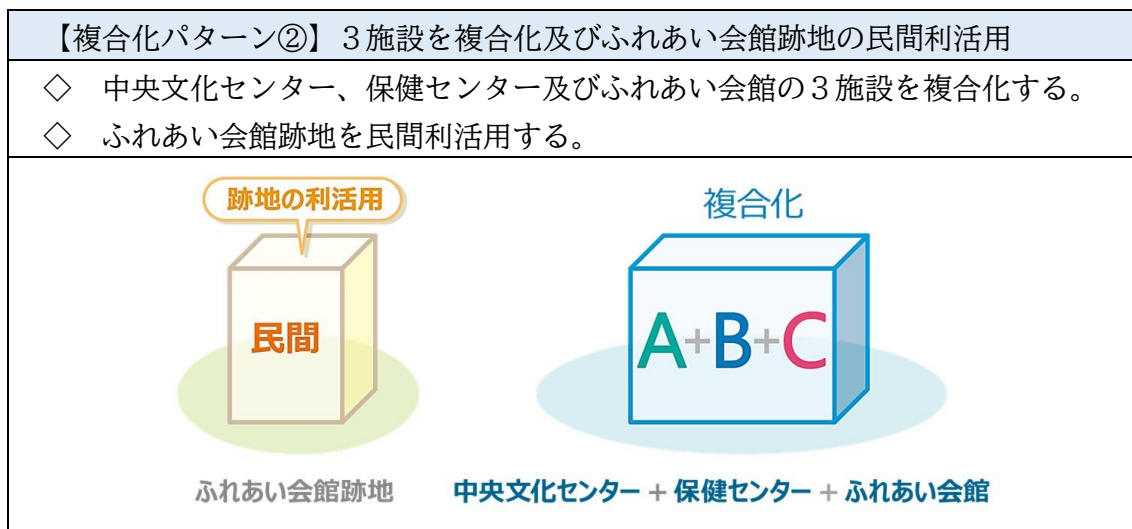 【複合化パターン②】３施設を複合化及びふれあい会館跡地の民間利活用
◇　中央文化センター、保健センター及びふれあい会館の３施設を複合化する。
◇　ふれあい会館跡地を民間利活用する。
跡地の利活用
複合化
民間
A+B+C
ふれあい会館跡地
中央文化センター + 保健センター + ふれあい会館